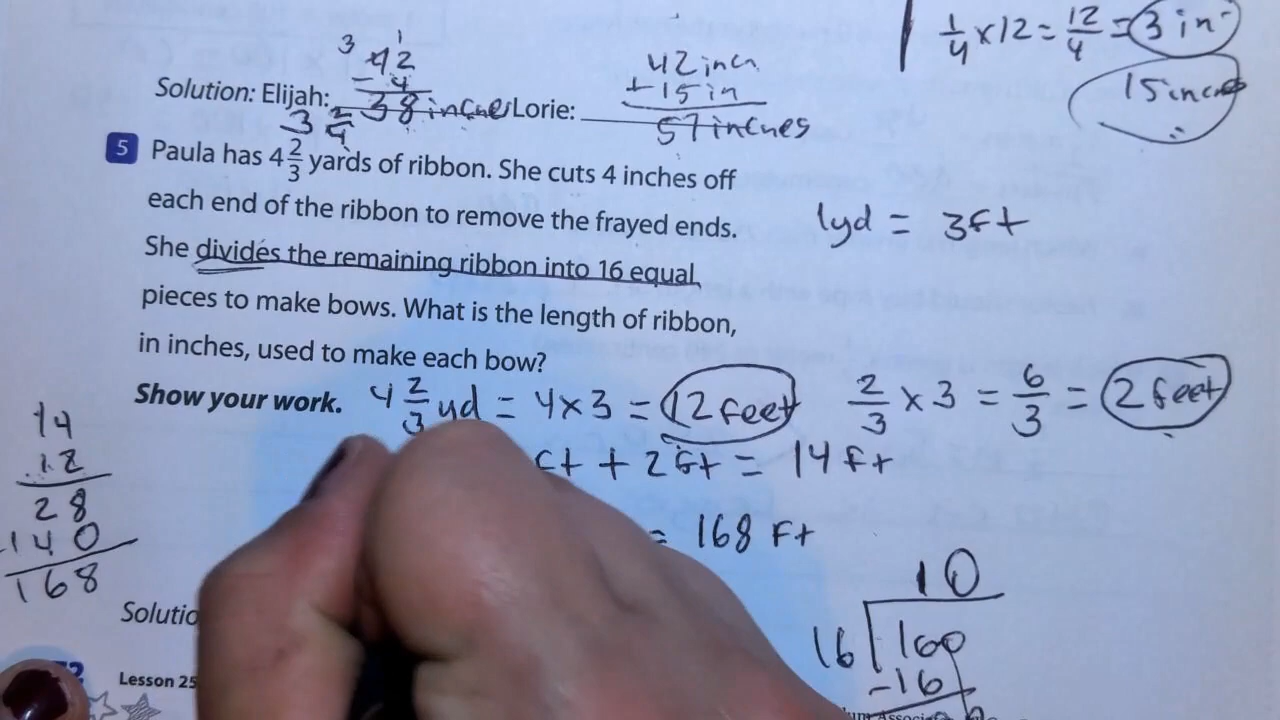 1/4 x 12 = 12/4 = 3 in
15 inches
3 1
42
- 4
38 inches
3 2/4
42 inch
+ 15 in
57 inches
Solution: Elijah: Lorie:
5 Paula has 4 2/3 yards of ribbon. She cuts 4 inches off
each end of the ribbon to remove the frayed ends.
She divides the remaining ribbon into 16 equal
pieces to make bows. What is the length of ribbon,
in inches, used to make each bow?
1yd = 3ft
Show your work.
4 2/3 yd = 4 x 3 = 12 feet
2/3 x 3 = 6/3 = 2 feet
ft + 2 ft = 14 ft
= 168 Ft
14
12
28
140
168
10
16 160
-16
Lesson 25